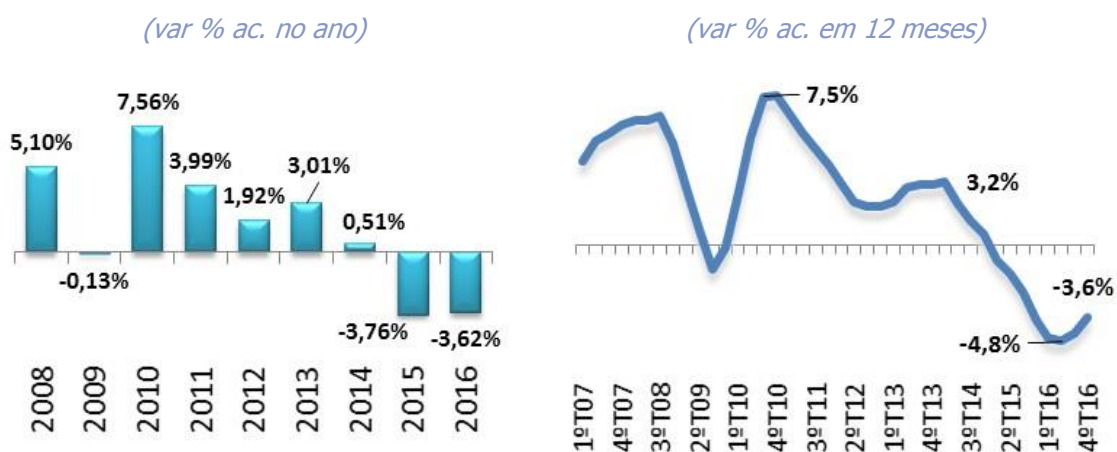 (var % ac. no ano)
5,10%
-0,13%
7,56%
3,99%
1,92%
3,01%
0,51%
-3,76%
-3,62%
2008
2009
2010
2011
2012
2013
2014
2015
2016
(var % ac. em 12 meses)
7,5%
3,2%
-3,6%
-4,8%
1ºT07
4ºT07
3ºT08
2ºT09
1ºT10
4ºT10
3ºT11
2ºT12
1ºT13
4ºT13
3ºT14
2ºT15
1ºT16
4ºT16